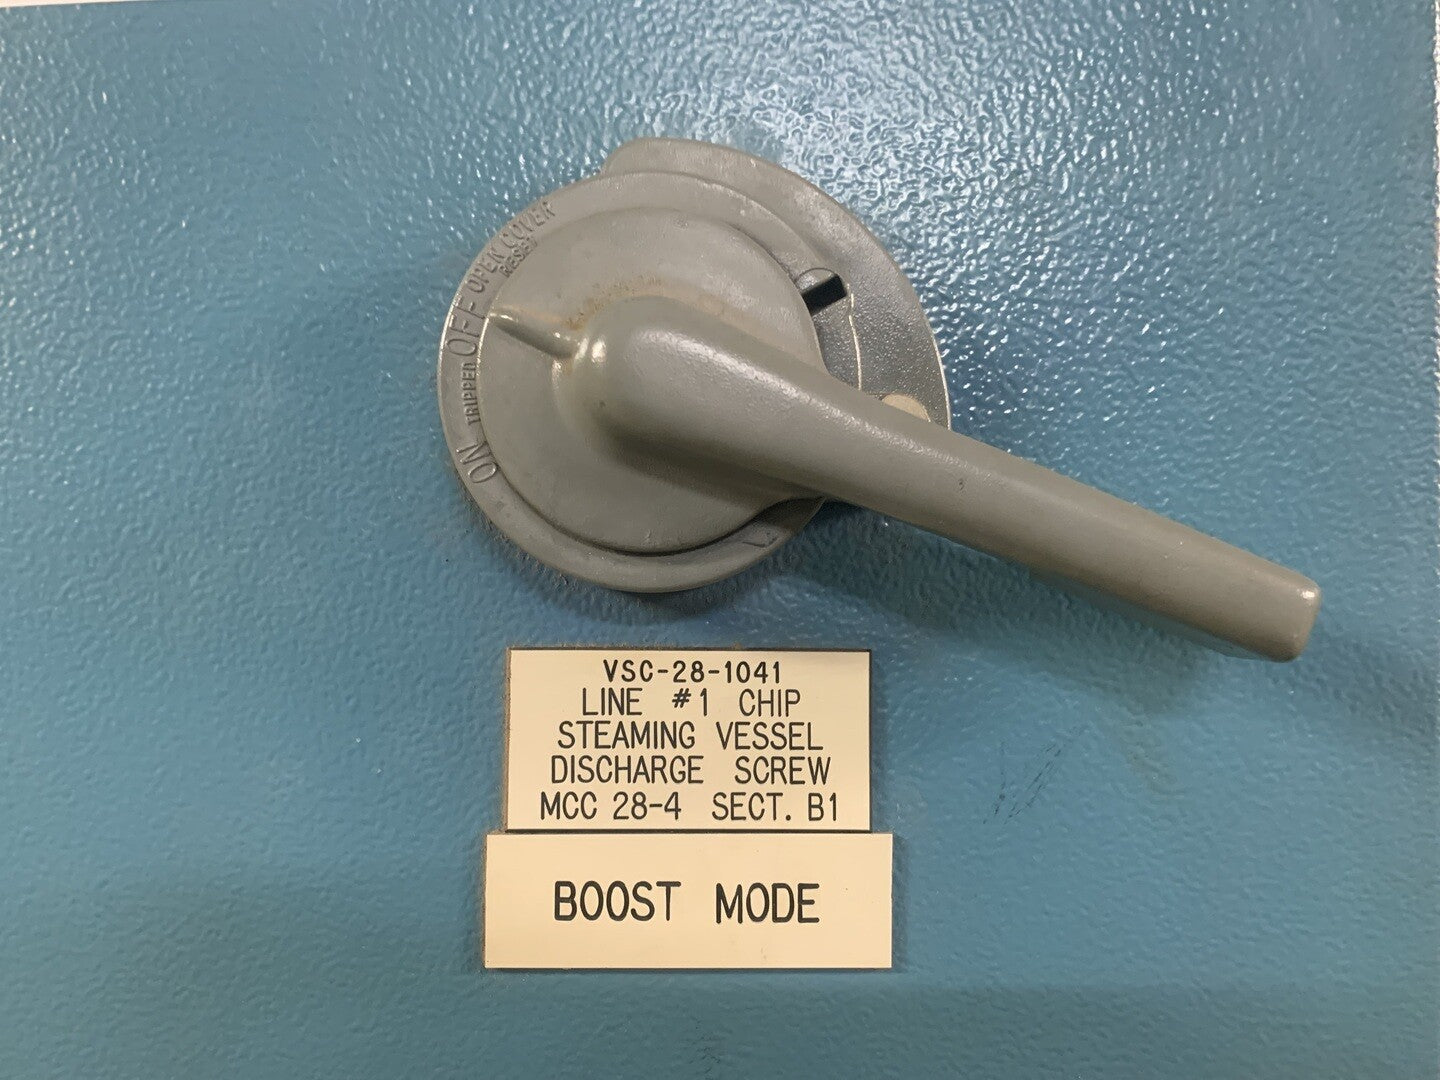 OPEN COVER
RESET
OFF
TRIPPED
ON
VSC-28-1041
LINE #1 CHIP
STEAMING VESSEL
DISCHARGE SCREW
MCC 28-4 SECT. B1
BOOST MODE